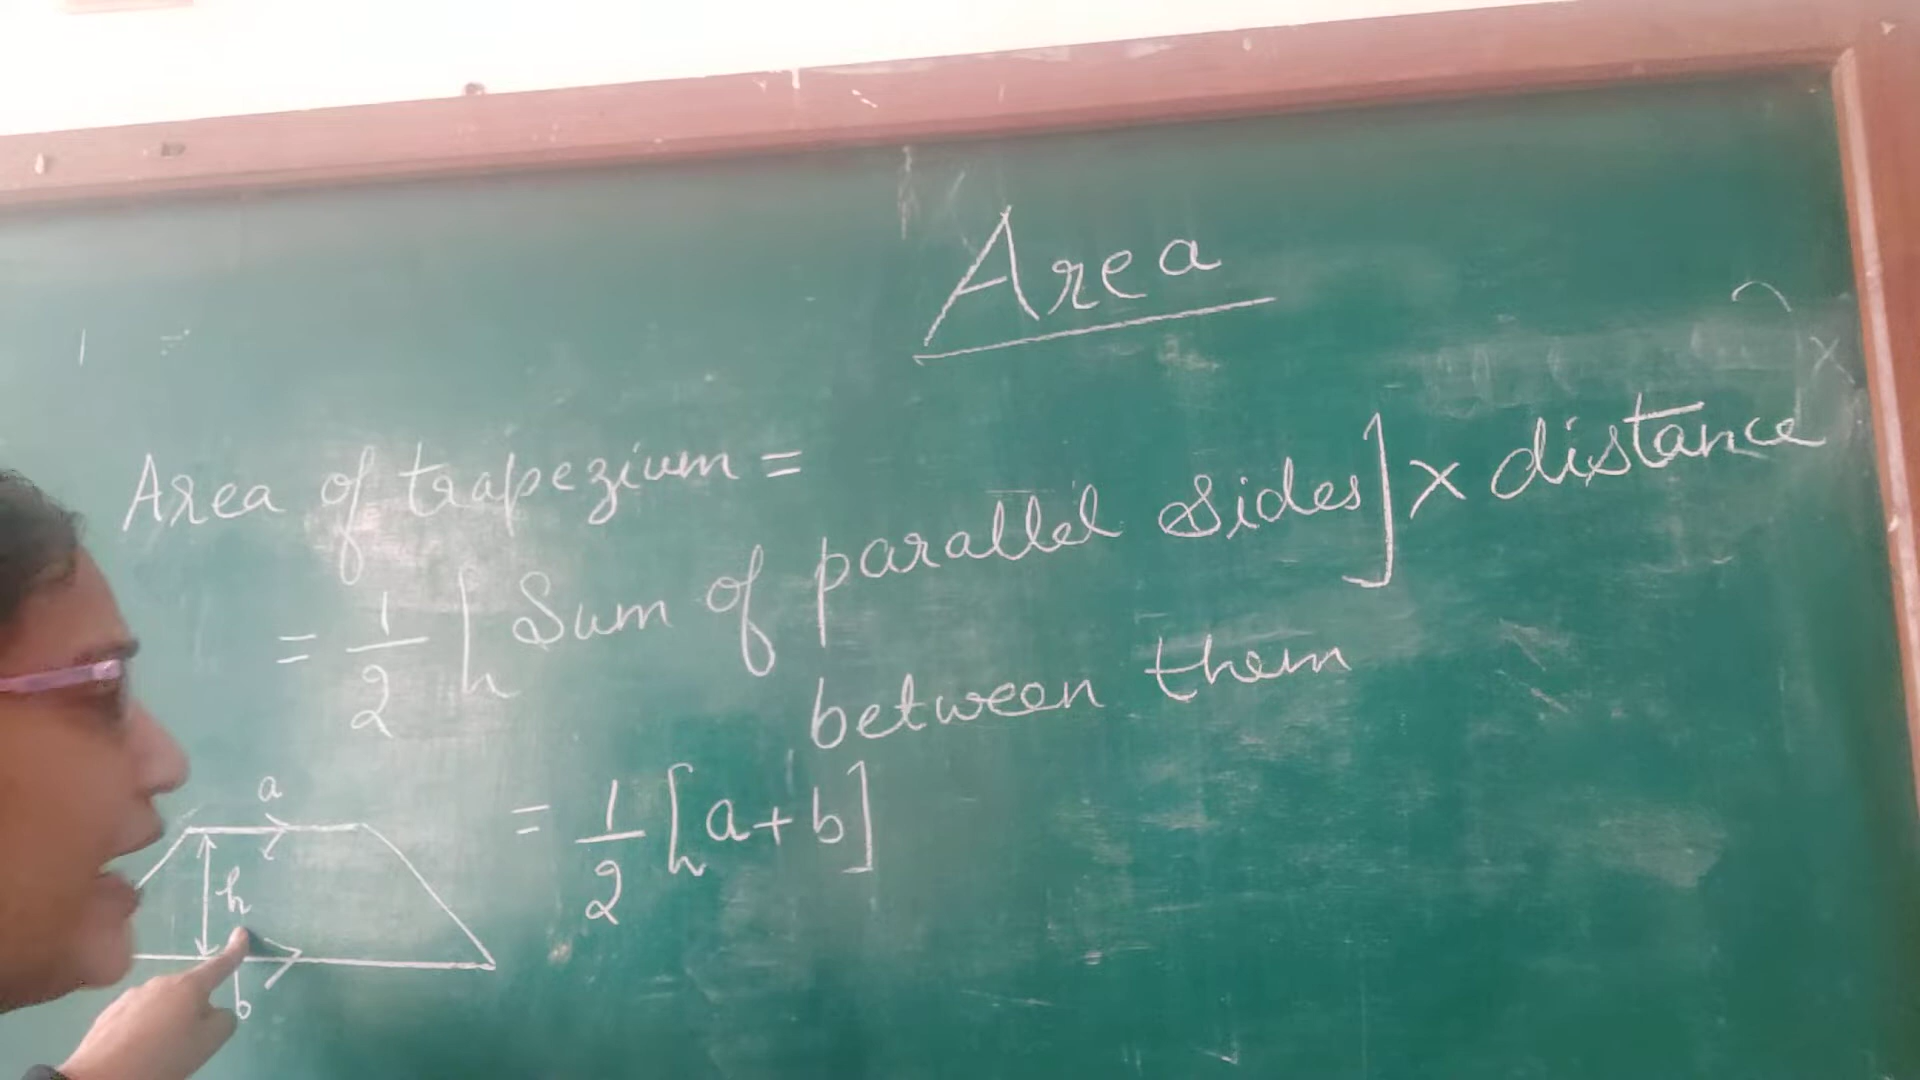 Area
Area of trapezium =
= 1/2 [Sum of parallel sides] × distance
between them
= 1/2 [a+b]
a
h
b